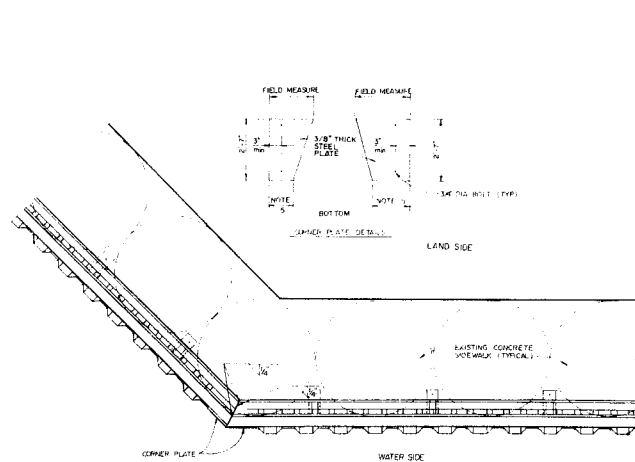 FIELD MEASURE
FIELD MEASURE
3"
min
3/8" THICK
STEEL
PLATE
3"
min
NOTE
5
NOTE
BOTTOM
3/4" DIA BOLT (TYP)
CORNER PLATE DETAILS
LAND SIDE
EXISTING CONCRETE
SIDEWALK (TYPICAL)
CORNER PLATE
WATER SIDE